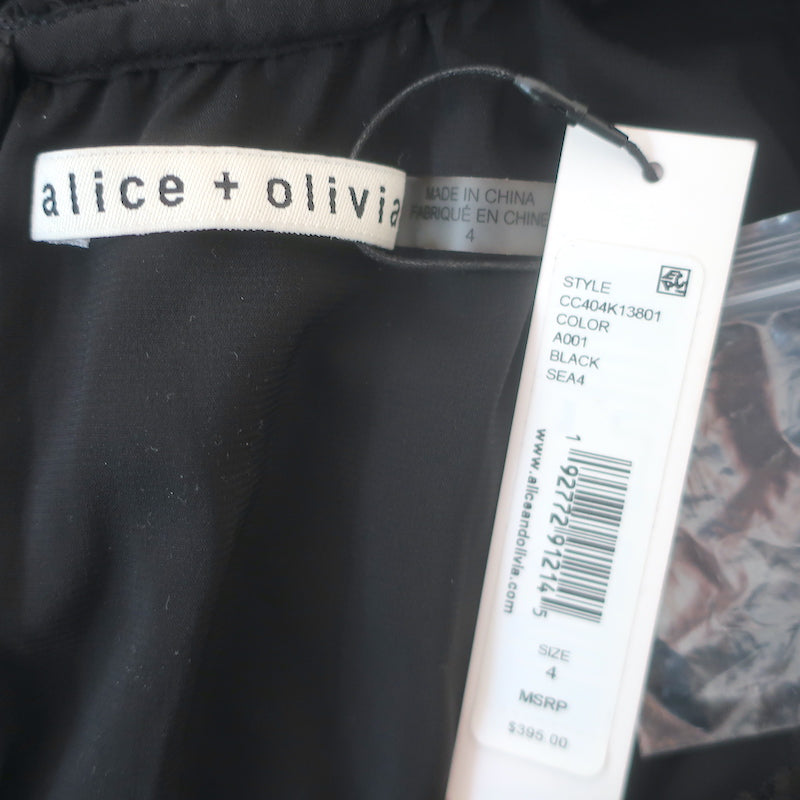 alice + olivia
MADE IN CHINA
FABRIQUÉ EN CHINE
4
STYLE
CC404K13801
COLOR
A001
BLACK
SEA4
1 92772 91214 5
www.aliceandolivia.com
SIZE
4
MSRP
$395.00